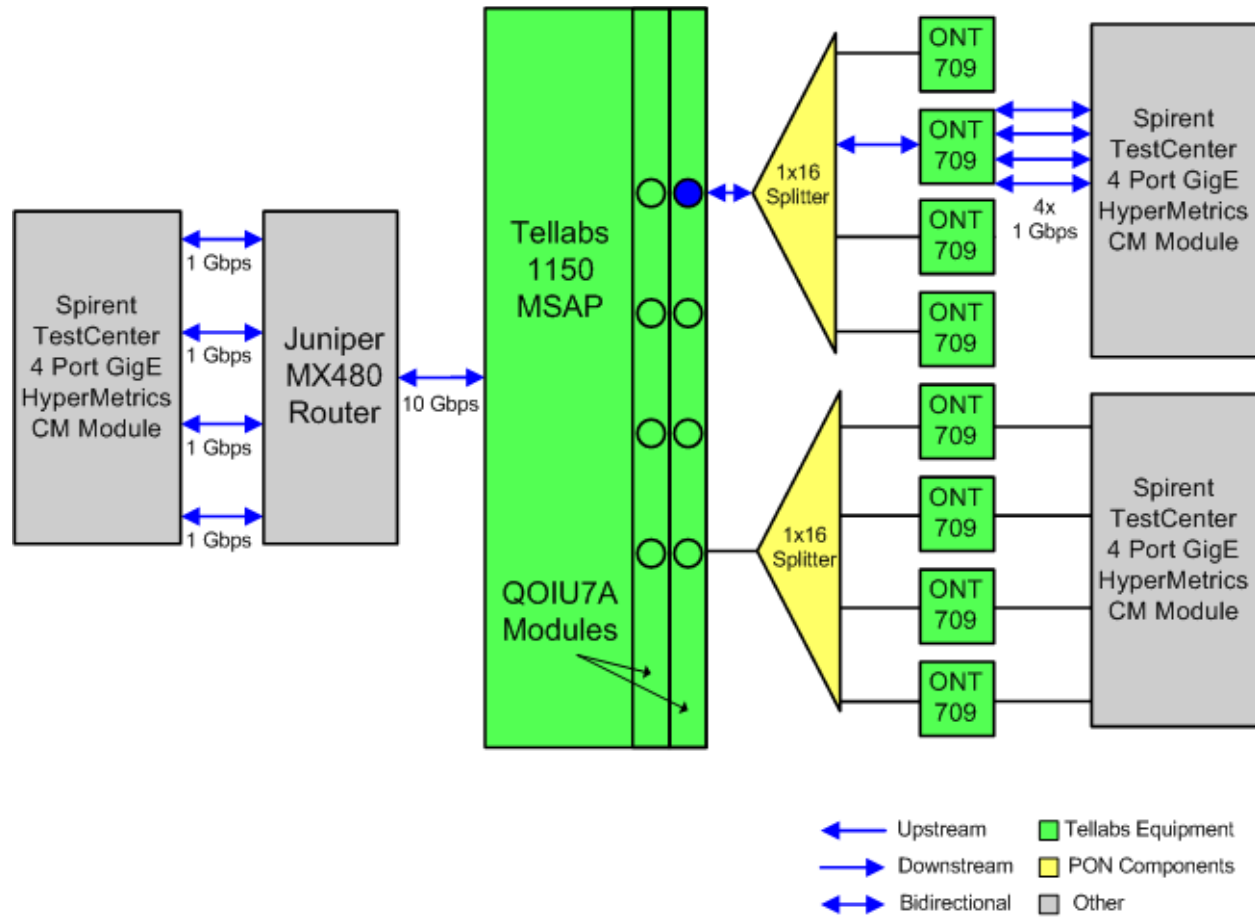 Spirent
TestCenter
4 Port GigE
HyperMetrics
CM Module
1 Gbps
1 Gbps
1 Gbps
1 Gbps
Juniper
MX480
Router
10 Gbps
Tellabs
1150
MSAP
QOIU7A
Modules
1x16
Splitter
1x16
Splitter
ONT
709
ONT
709
ONT
709
ONT
709
ONT
709
ONT
709
ONT
709
ONT
709
4x
1 Gbps
Spirent
TestCenter
4 Port GigE
HyperMetrics
CM Module
Spirent
TestCenter
4 Port GigE
HyperMetrics
CM Module
Upstream
Downstream
Bidirectional
Tellabs Equipment
PON Components
Other